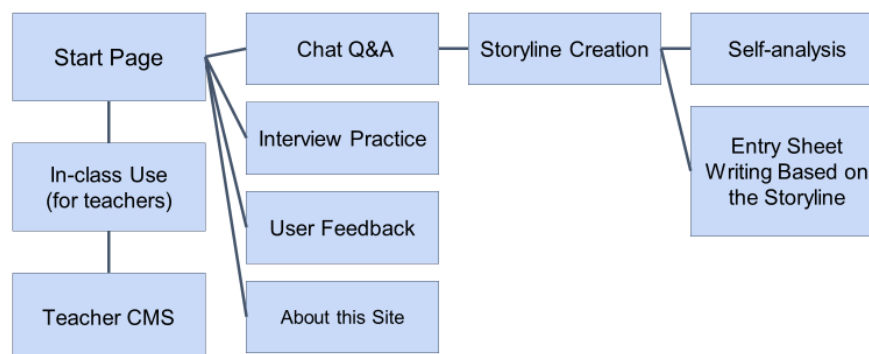 Start Page
Chat Q&A
Storyline Creation
Self-analysis
Interview Practice
Entry Sheet
Writing Based on
the Storyline
In-class Use
(for teachers)
User Feedback
Teacher CMS
About this Site